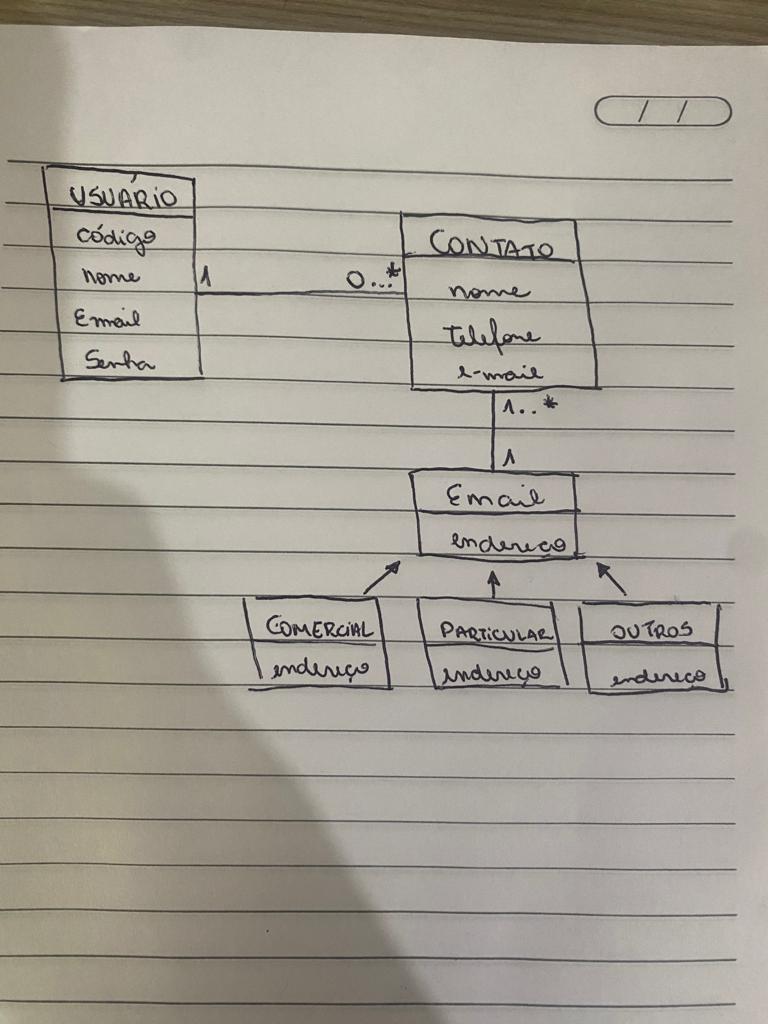 / /
USUÁRIO
Código
nome
Email
Senha
1
0...*
CONTATO
nome
Telefone
e-mail
1..*
1
Email
endereço
COMERCIAL
endereço
PARTICULAR
endereço
OUTROS
endereço